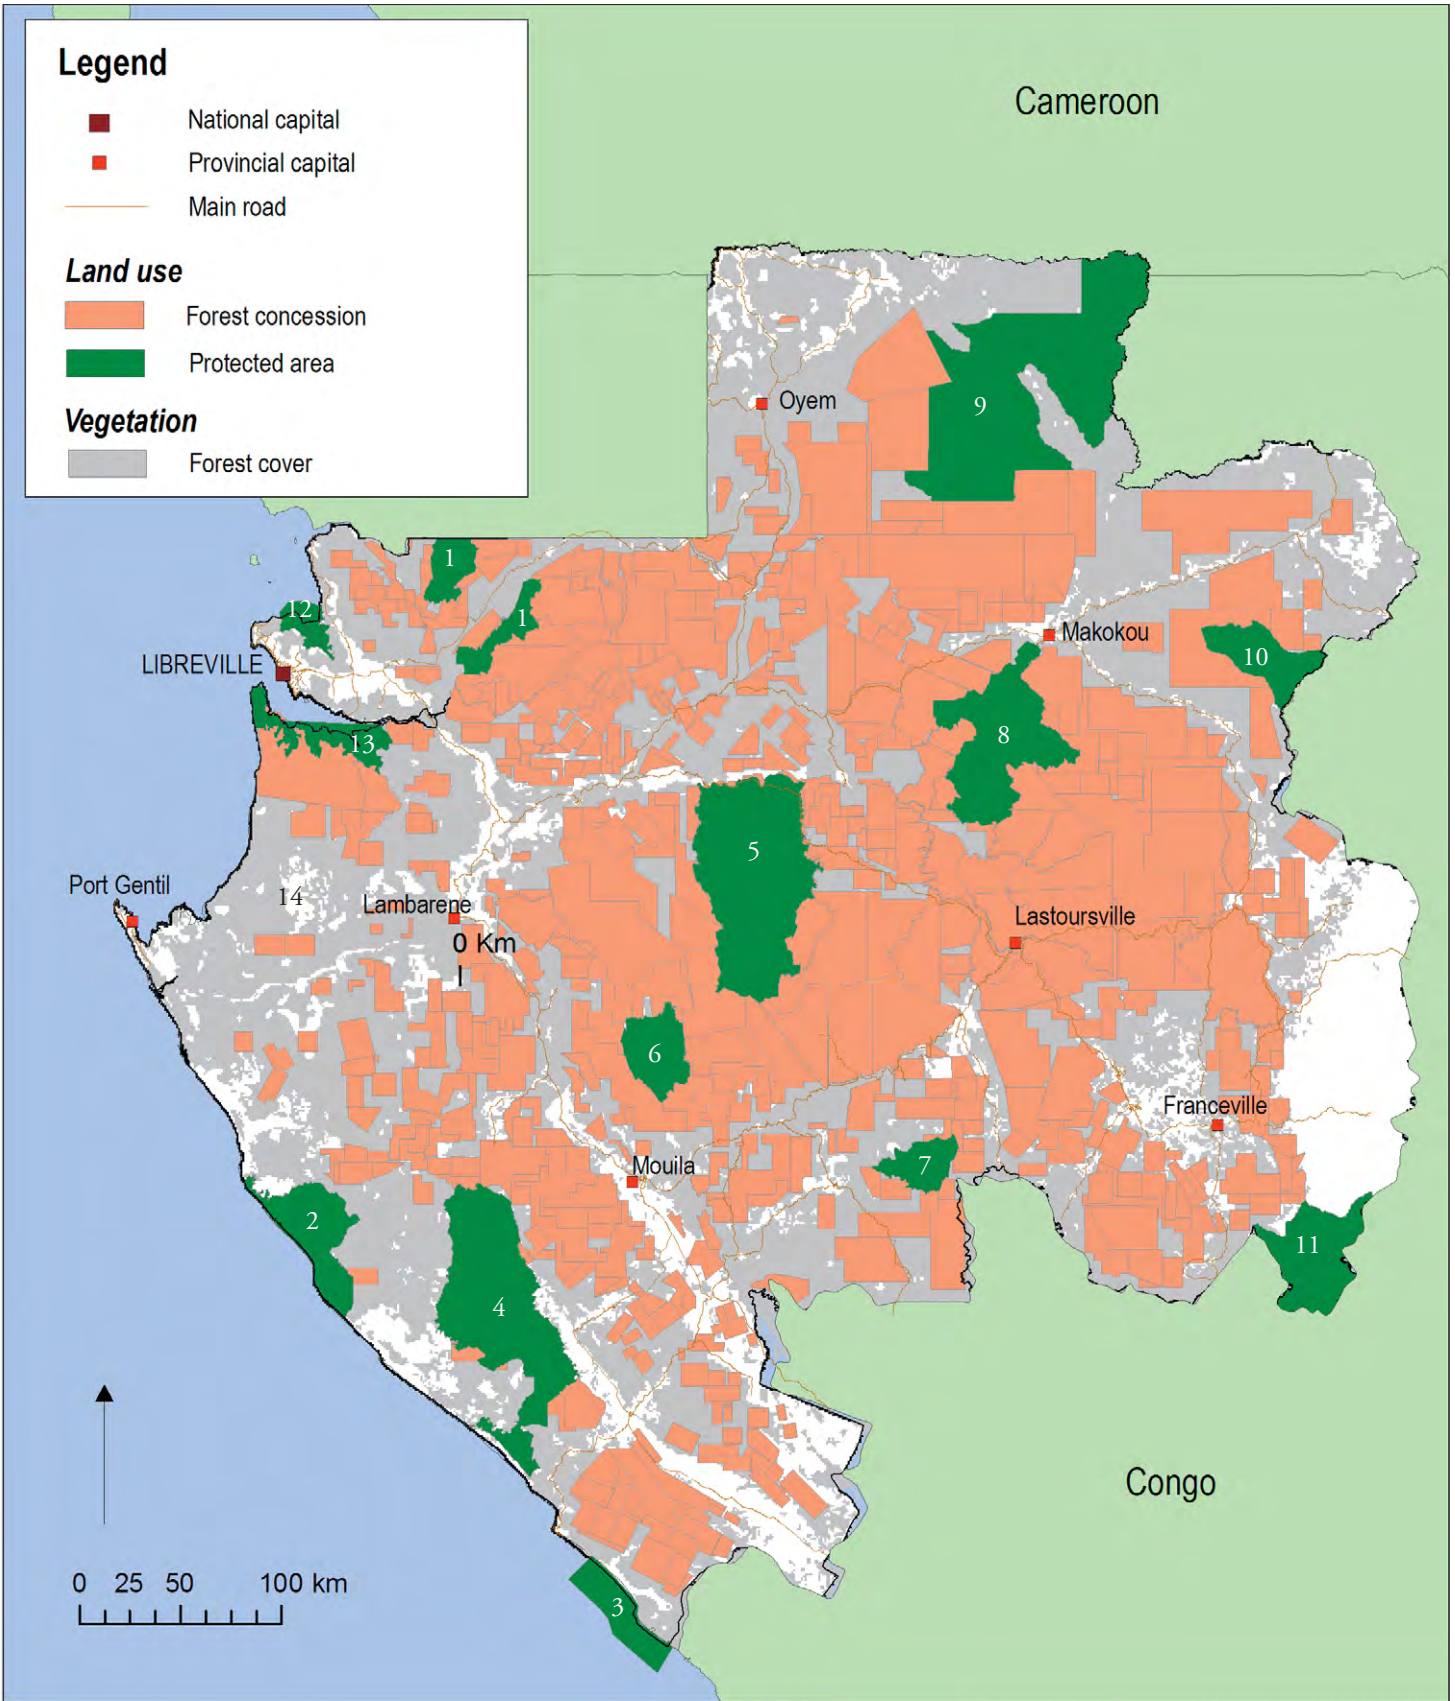 Legend
National capital
Provincial capital
Main road
Land use
Forest concession
Protected area
Vegetation
Forest cover
Cameroon
Oyem
9
1
1
12
LIBREVILLE
Makokou
10
13
8
5
Port Gentil
14
Lambarene
0 Km
Lastoursville
6
Franceville
7
Mouila
2
11
4
Congo
0 25 50 100 km
3